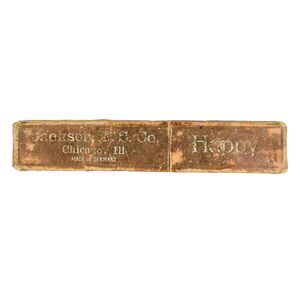 Jackson, T. S. Co.
Chicago, Ill.
MADE IN GERMANY
Happy